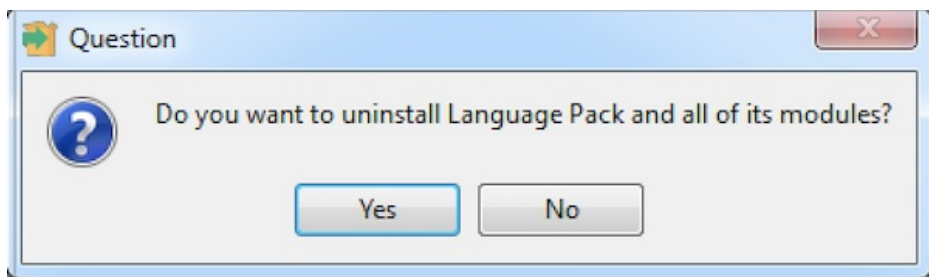 Question
Do you want to uninstall Language Pack and all of its modules?
Yes No